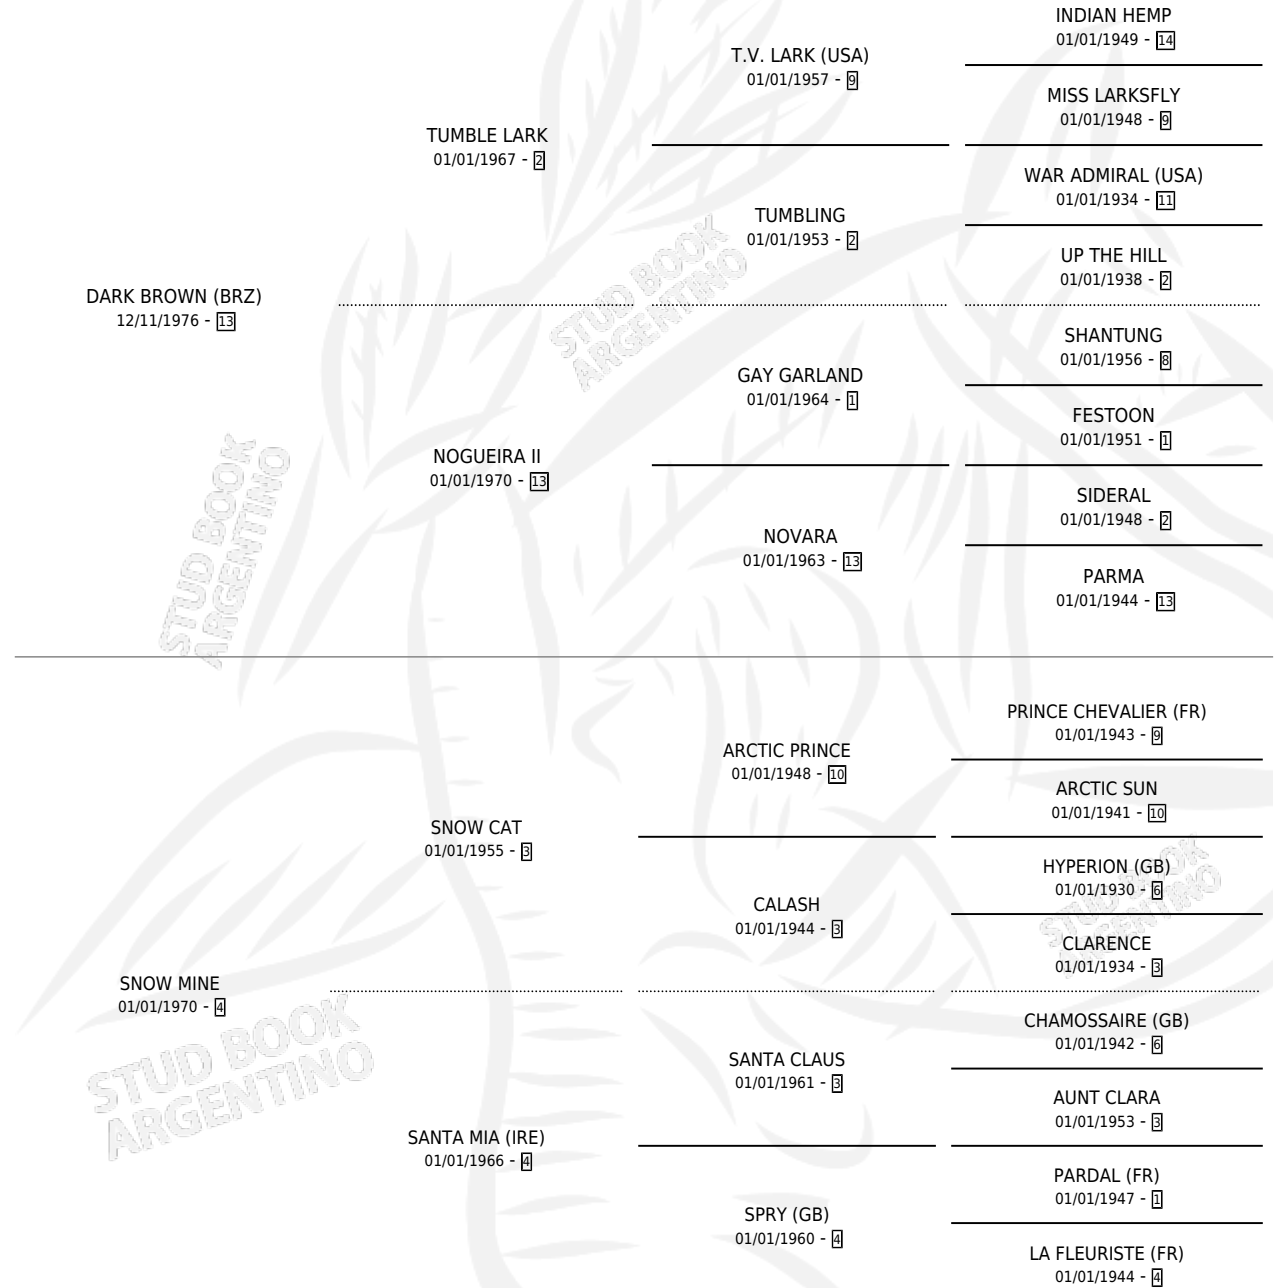 INDIAN HEMP
01/01/1949 - 14
T.V. LARK (USA)
01/01/1957 - 9
MISS LARKSFLY
01/01/1948 - 9
TUMBLE LARK
01/01/1967 - 2
WAR ADMIRAL (USA)
01/01/1934 - 11
TUMBLING
01/01/1953 - 2
UP THE HILL
01/01/1938 - 2
DARK BROWN (BRZ)
12/11/1976 - 13
STUD BOOK
ARGENTINO
SHANTUNG
01/01/1956 - 8
GAY GARLAND
01/01/1964 - 1
FESTOON
01/01/1951 - 1
NOGUEIRA II
01/01/1970 - 13
SIDERAL
01/01/1948 - 2
NOVARA
01/01/1963 - 13
PARMA
01/01/1944 - 13
STUD BOOK
ARGENTINO
PRINCE CHEVALIER (FR)
01/01/1943 - 9
ARCTIC PRINCE
01/01/1948 - 10
ARCTIC SUN
01/01/1941 - 10
SNOW CAT
01/01/1955 - 3
HYPERION (GB)
01/01/1930 - 6
CALASH
01/01/1944 - 3
STUD BOOK
ARGENTINO
CLARENCE
01/01/1934 - 3
SNOW MINE
01/01/1970 - 4
STUD BOOK
ARGENTINO
CHAMOSSAIRE (GB)
01/01/1942 - 6
SANTA CLAUS
01/01/1961 - 3
AUNT CLARA
01/01/1953 - 3
SANTA MIA (IRE)
01/01/1966 - 4
PARDAL (FR)
01/01/1947 - 1
SPRY (GB)
01/01/1960 - 4
LA FLEURISTE (FR)
01/01/1944 - 4